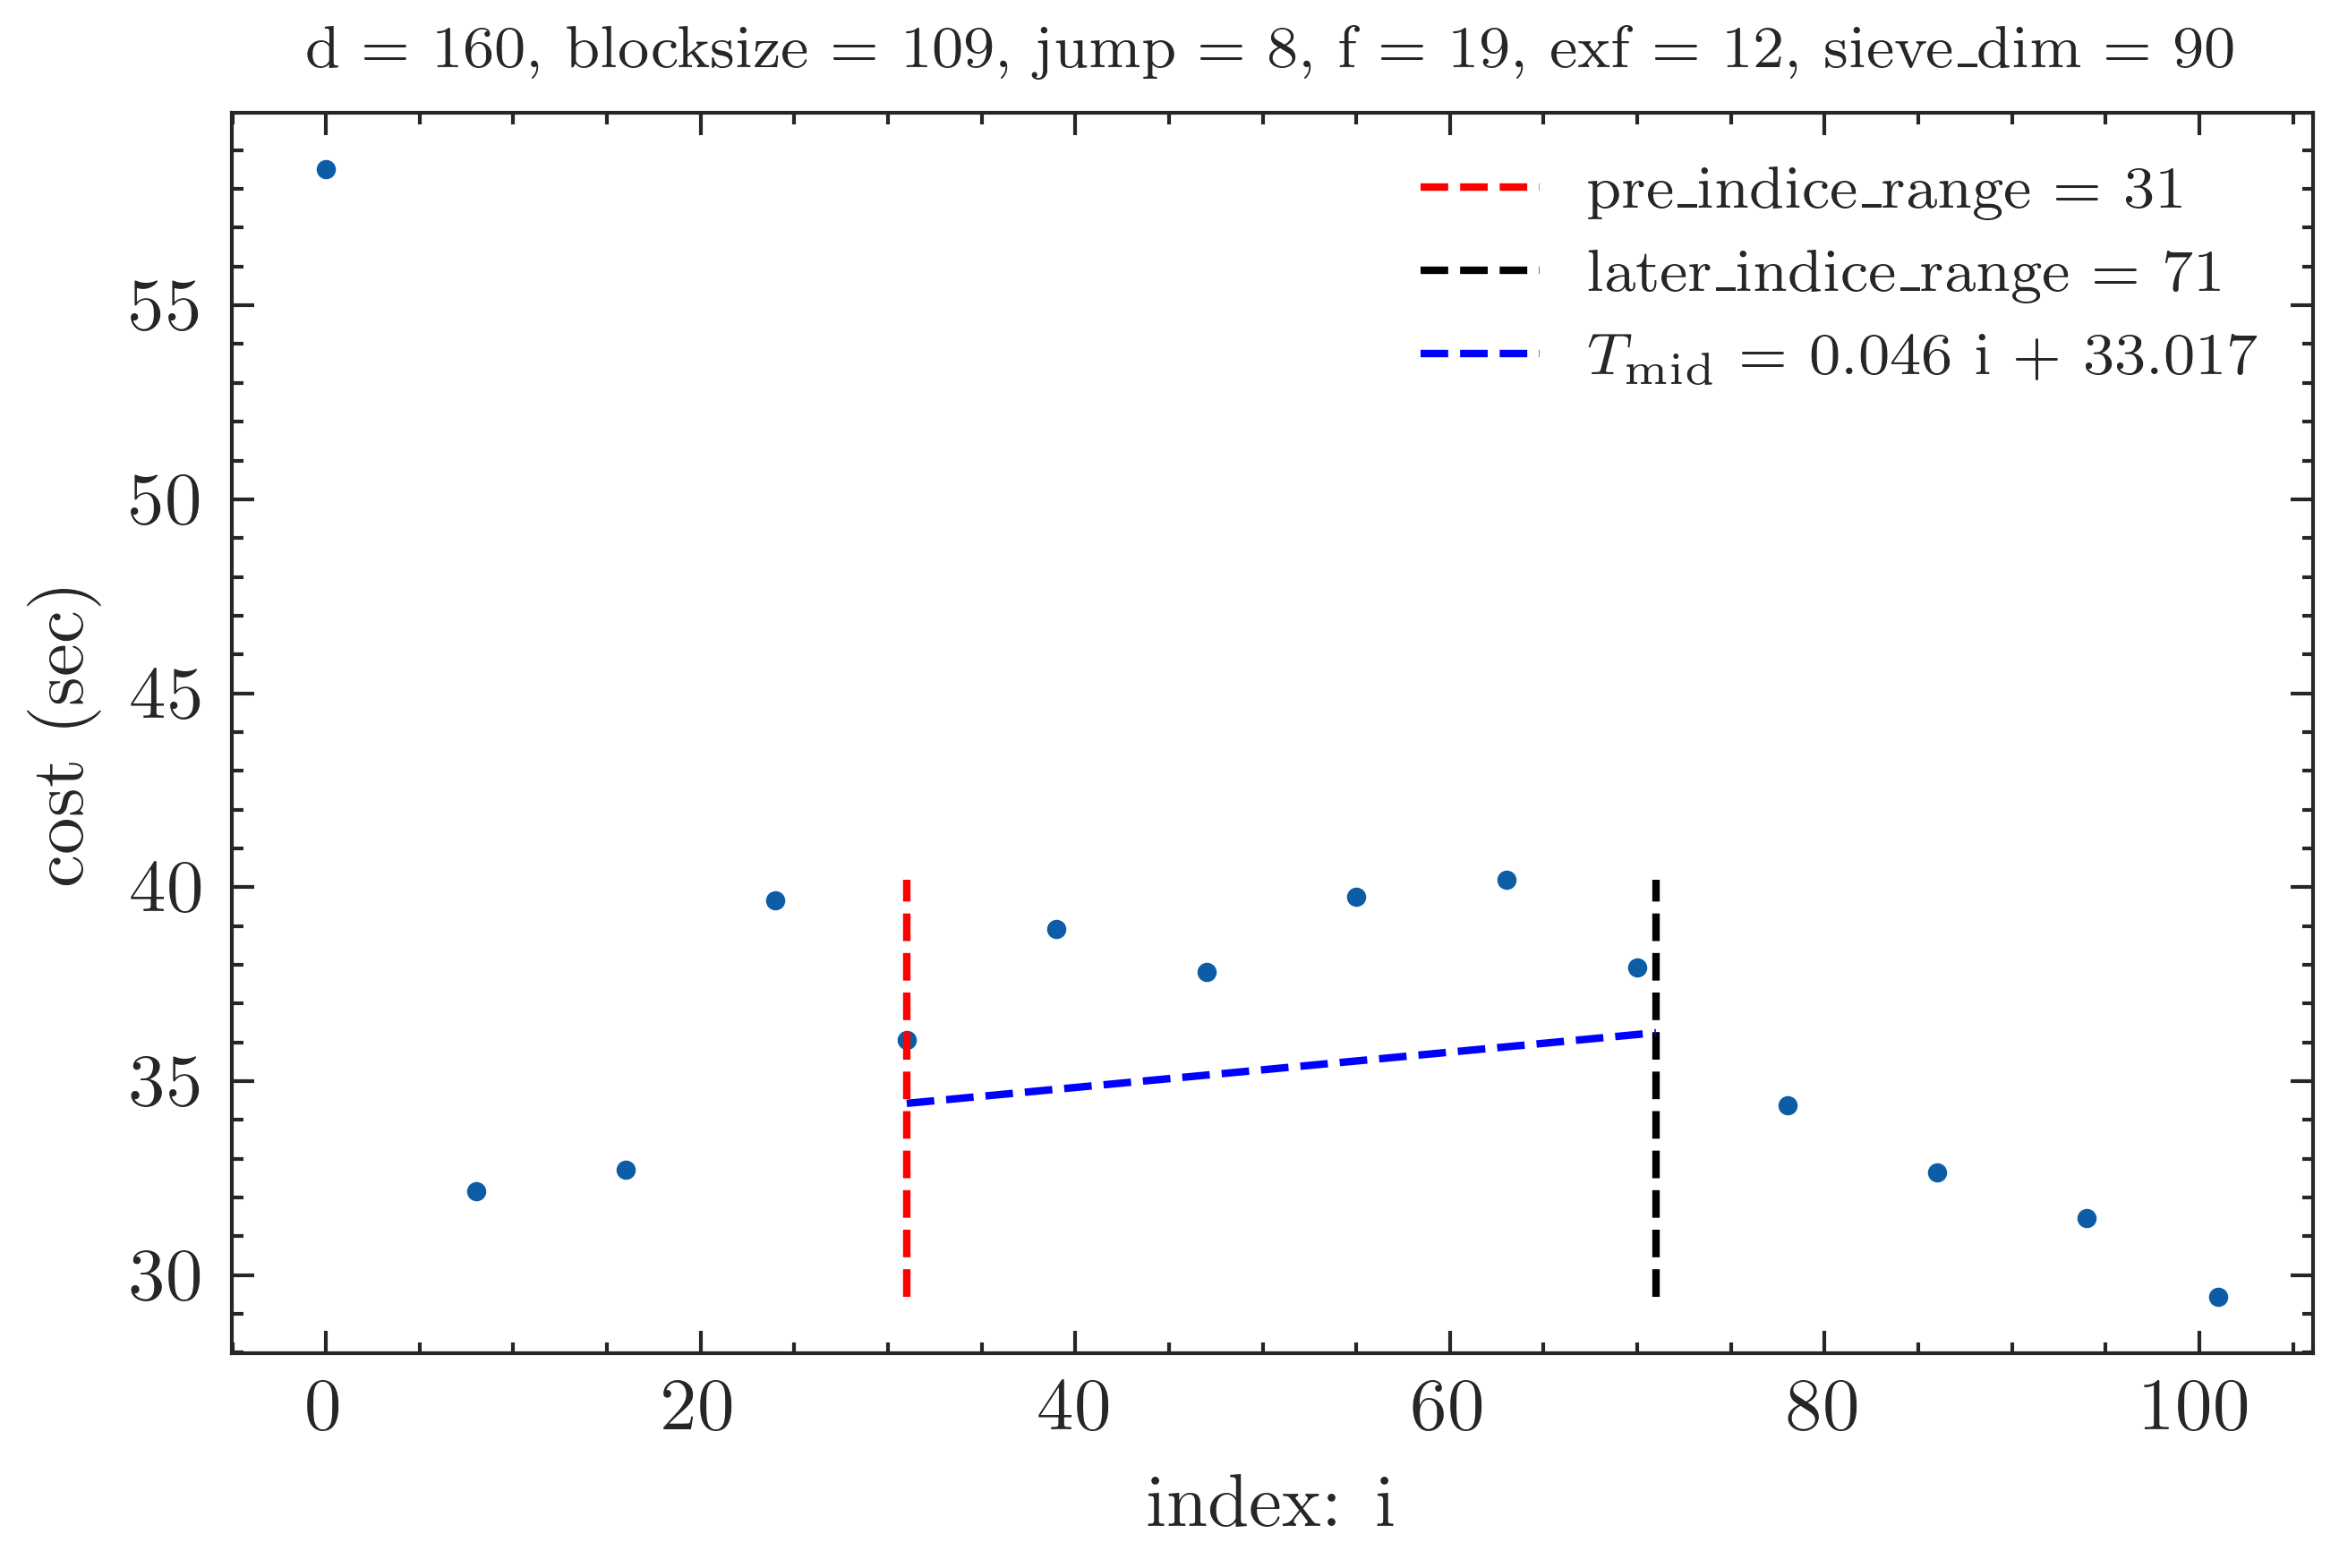 d = 160, blocksize = 109, jump = 8, f = 19, exf = 12, sieve_dim = 90
pre_indice_range = 31
later_indice_range = 71
T_mid = 0.046 i + 33.017
cost (sec)
55
50
45
40
35
30
0 20 40 60 80 100
index: i